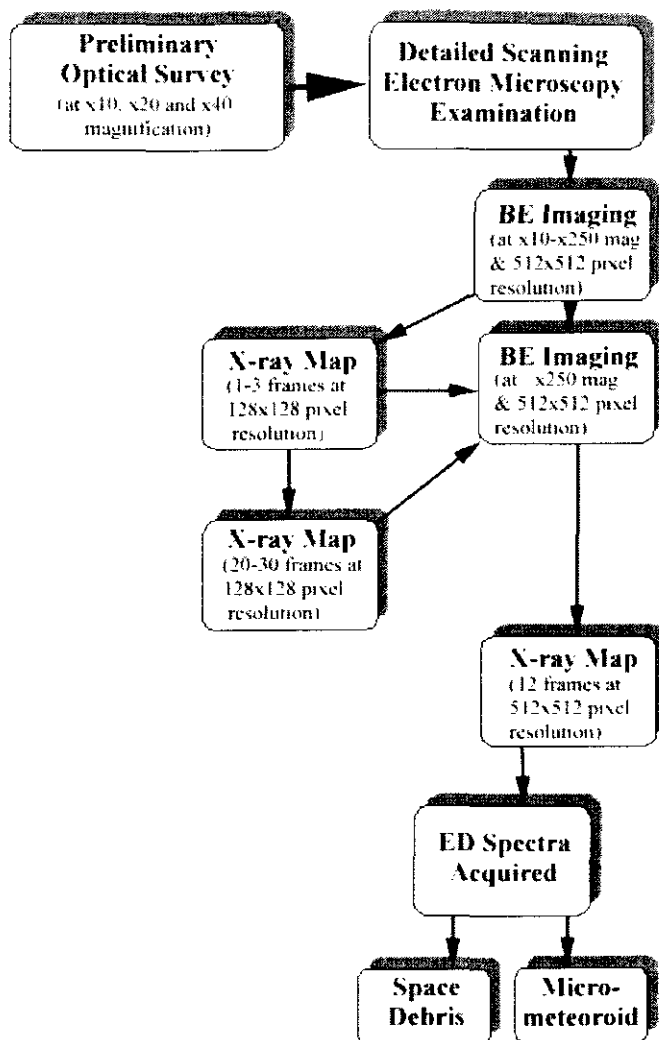 Preliminary
Optical Survey
(at x10, x20 and x40
magnification)
Detailed Scanning
Electron Microscopy
Examination
BE Imaging
(at x10-x250 mag
& 512x512 pixel
resolution)
X-ray Map
(1-3 frames at
128x128 pixel
resolution)
BE Imaging
(at x250 mag
& 512x512 pixel
resolution)
X-ray Map
(20-30 frames at
128x128 pixel
resolution)
X-ray Map
(12 frames at
512x512 pixel
resolution)
ED Spectra
Acquired
Space
Debris
Micro-
meteoroid